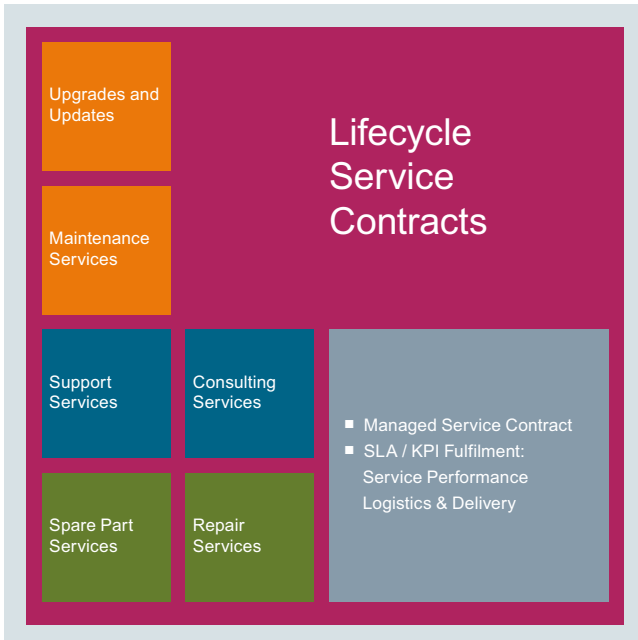 Upgrades and
Updates
Lifecycle
Service
Contracts
Maintenance
Services
Support
Services
Consulting
Services
■ Managed Service Contract
■ SLA / KPI Fulfilment:
Service Performance
Logistics & Delivery
Spare Part
Services
Repair
Services